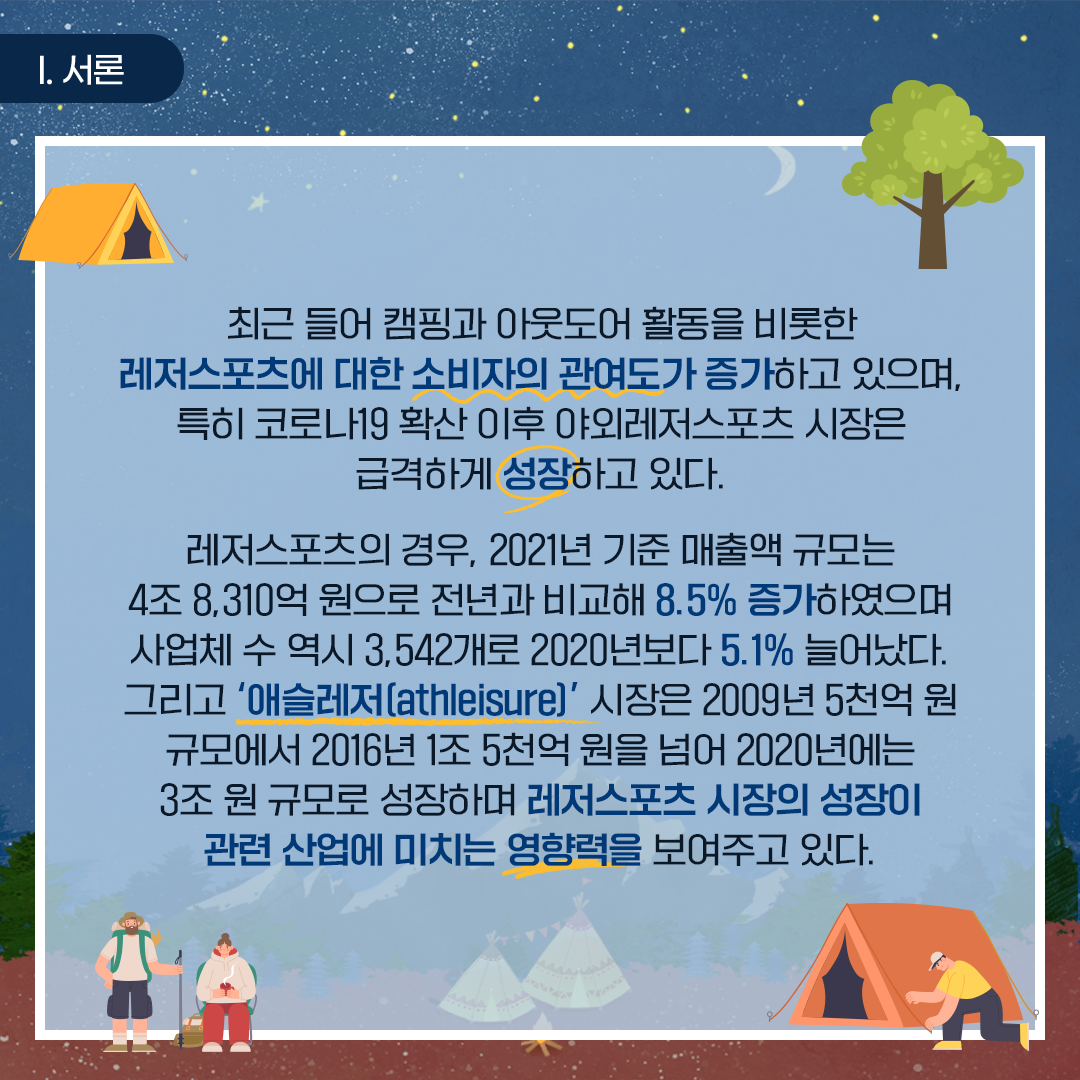 I. 서론
최근 들어 캠핑과 아웃도어 활동을 비롯한
레저스포츠에 대한 소비자의 관여도가 증가하고 있으며,
특히 코로나19 확산 이후 야외레저스포츠 시장은
급격하게 성장하고 있다.
레저스포츠의 경우, 2021년 기준 매출액 규모는
4조 8,310억 원으로 전년과 비교해 8.5% 증가하였으며
사업체 수 역시 3,542개로 2020년보다 5.1% 늘어났다.
그리고 ‘애슬레저(athleisure)’ 시장은 2009년 5천억 원
규모에서 2016년 1조 5천억 원을 넘어 2020년에는
3조 원 규모로 성장하며 레저스포츠 시장의 성장이
관련 산업에 미치는 영향력을 보여주고 있다.